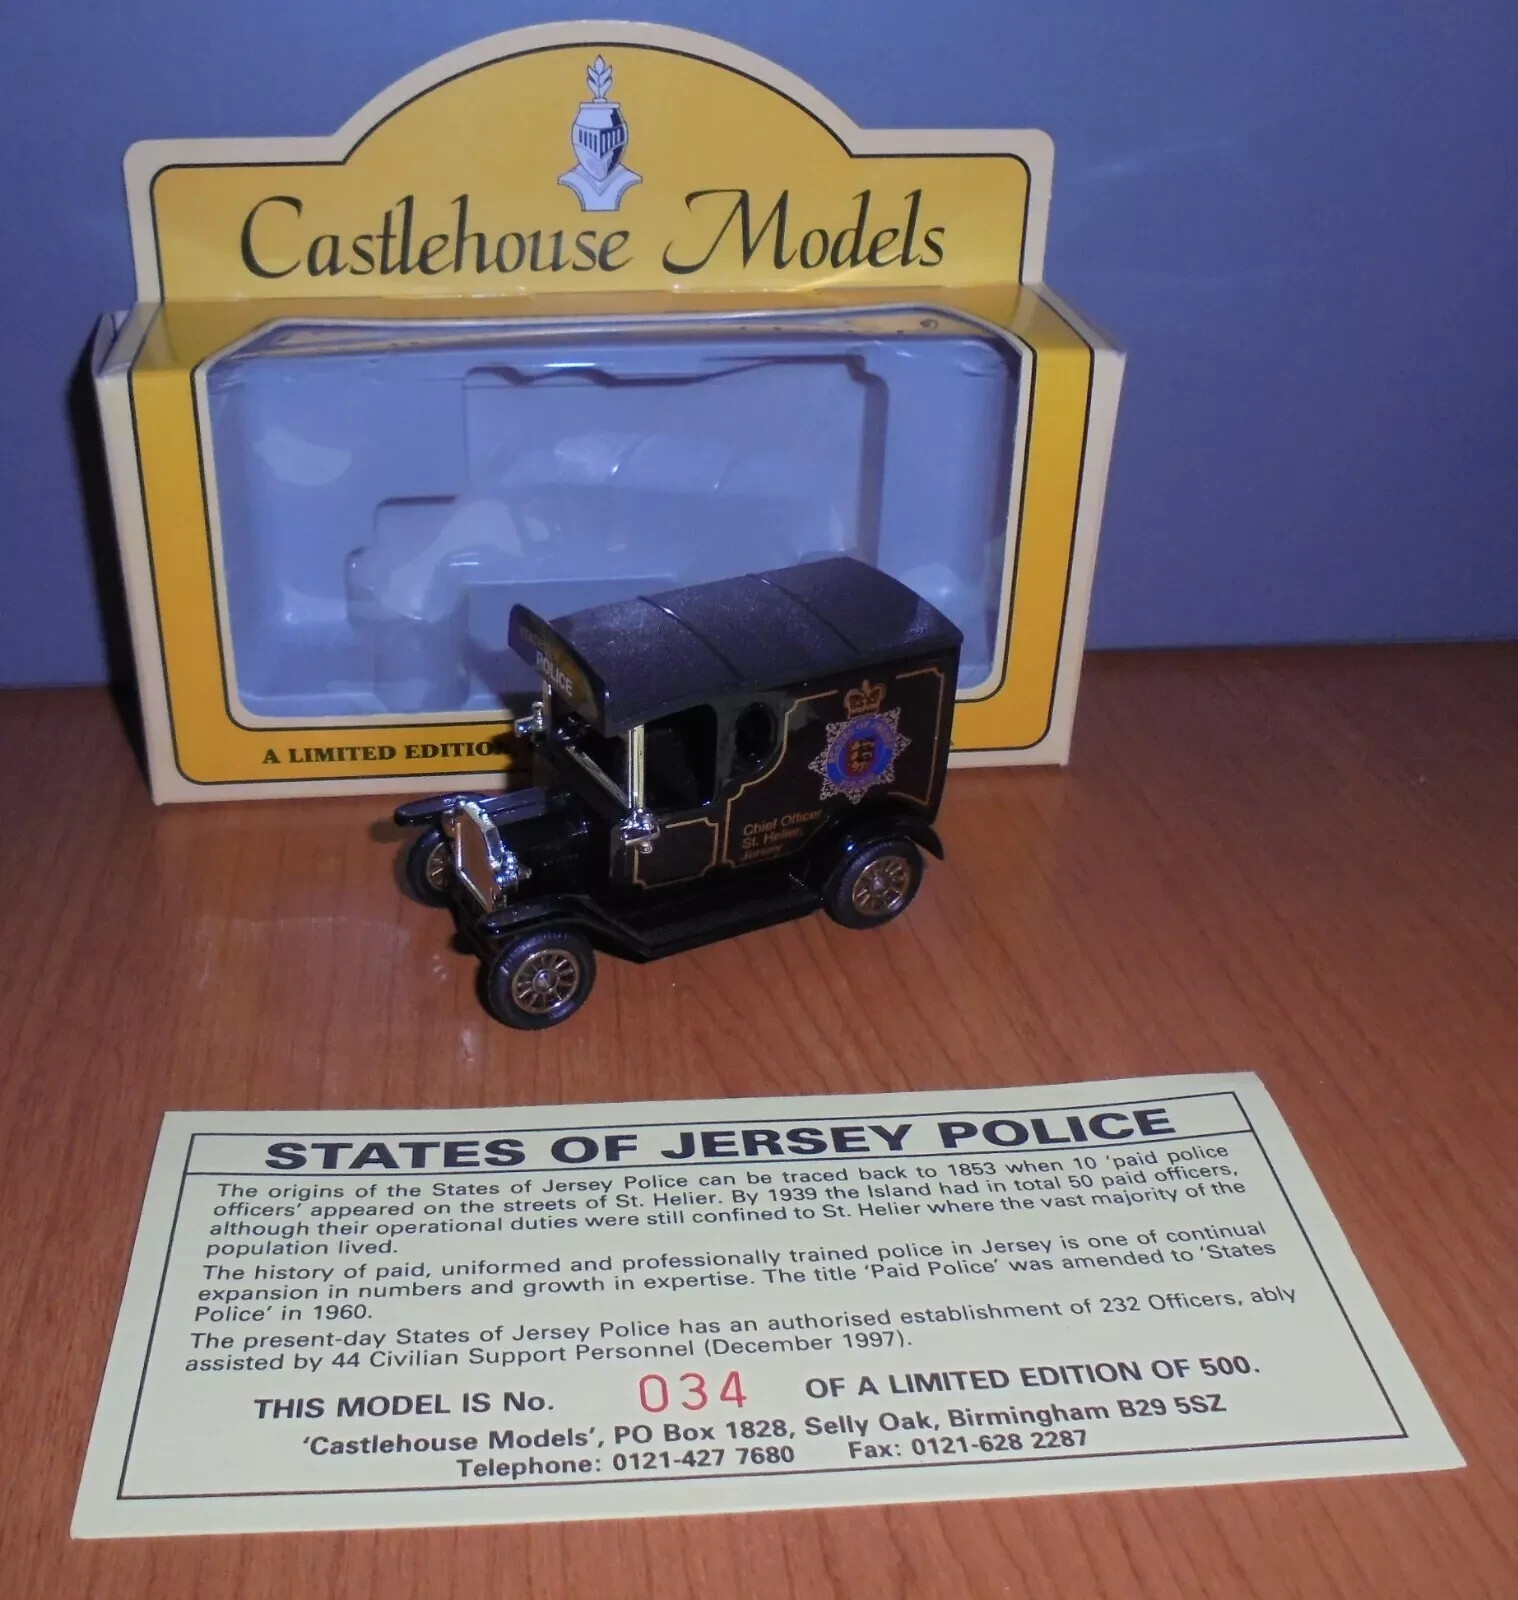 Castlehouse Models
A LIMITED EDITION
POLICE
Chief Officer
St. Helier,
Jersey
STATES OF JERSEY POLICE
The origins of the States of Jersey Police can be traced back to 1853 when 10 'paid police
officers' appeared on the streets of St. Helier. By 1939 the Island had in total 50 paid officers,
although their operational duties were still confined to St. Helier where the vast majority of the
population lived.
The history of paid, uniformed and professionally trained police in Jersey is one of continual
expansion in numbers and growth in expertise. The title 'Paid Police' was amended to 'States
Police' in 1960.
The present-day States of Jersey Police has an authorised establishment of 232 Officers, ably
assisted by 44 Civilian Support Personnel (December 1997).
THIS MODEL IS No. 034 OF A LIMITED EDITION OF 500.
'Castlehouse Models', PO Box 1828, Selly Oak, Birmingham B29 5SZ
Telephone: 0121-427 7680 Fax: 0121-628 2287